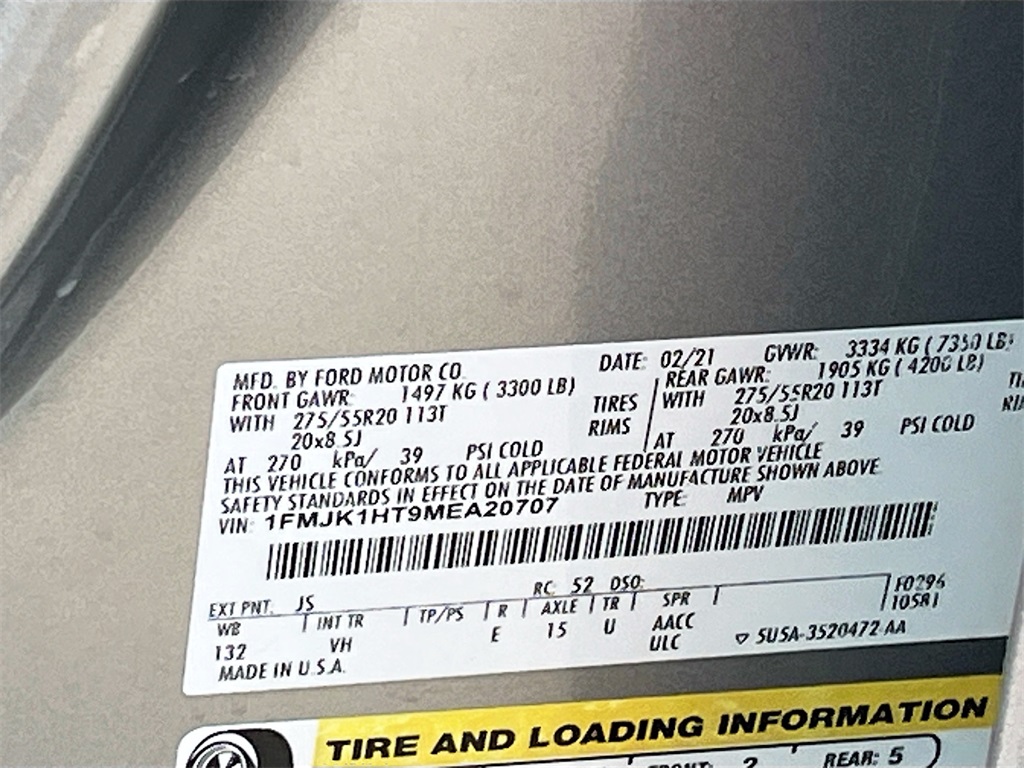 MFD. BY FORD MOTOR CO.
DATE: 02/21 GVWR: 3334 KG ( 7350 LB)
FRONT GAWR: 1497 KG ( 3300 LB) REAR GAWR: 1905 KG ( 4200 LB)
WITH 275/55R20 113T TIRES WITH 275/55R20 113T
20x8.5J RIMS 20x8.5J
AT 270 kPa/ 39 PSI COLD AT 270 kPa/ 39 PSI COLD
THIS VEHICLE CONFORMS TO ALL APPLICABLE FEDERAL MOTOR VEHICLE
SAFETY STANDARDS IN EFFECT ON THE DATE OF MANUFACTURE SHOWN ABOVE
VIN: 1FMJK1HT9MEA20707 TYPE: MPV
EXT PNT: JS RC: 52 DSO: F0296
WB INT TR TP/PS R AXLE TR SPR 10581
132 VH E 15 U AACC
ULC ▽ 5U5A-3520472-AA
MADE IN U.S.A.
TIRE AND LOADING INFORMATION
FRONT: 2 REAR: 5